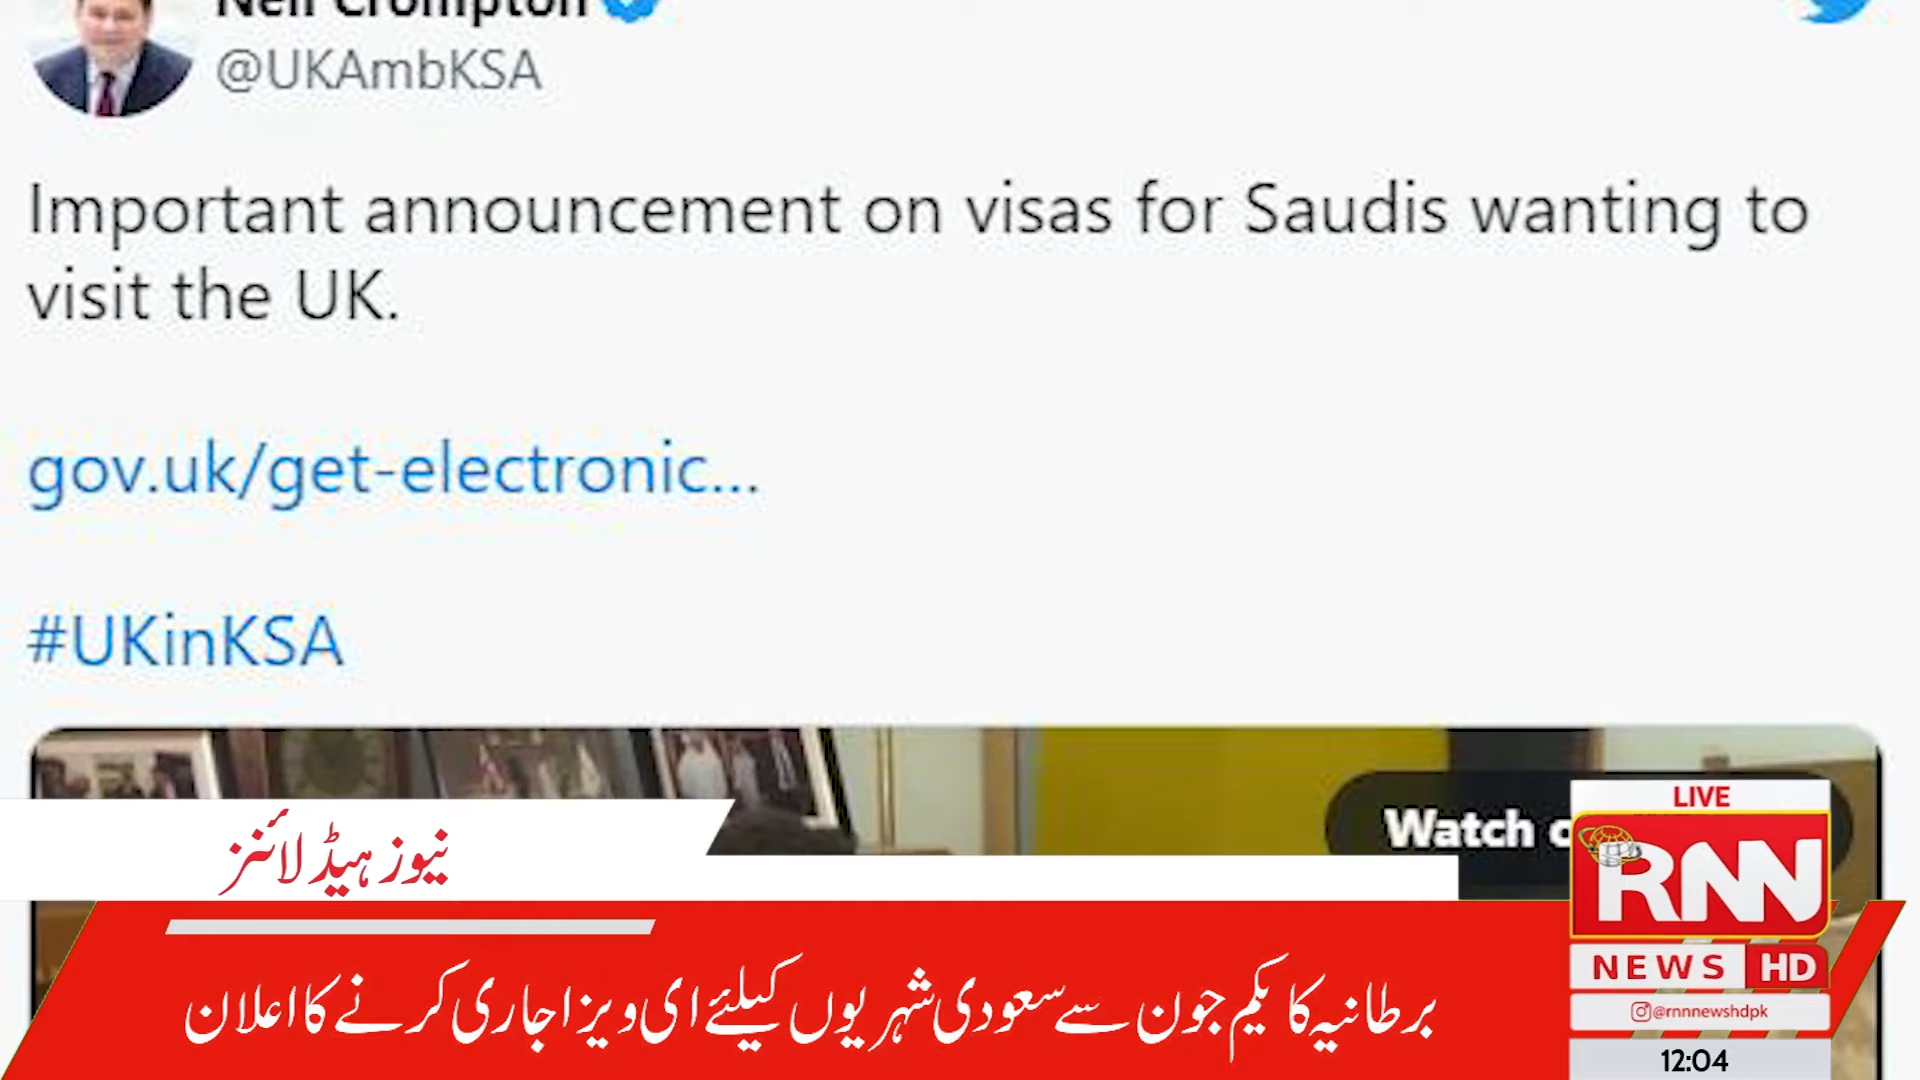 Neil Crompton
@UKAmbKSA
Important announcement on visas for Saudis wanting to
visit the UK.
gov.uk/get-electronic...
#UKinKSA
Watch
LIVE
RNN
NEWS HD
@rnnnewshdpk
12:04
نیوز ہیڈ لائنز
برطانیہ کا یکم جون سے سعودی شہریوں کیلئے ای ویزا جاری کرنے کا اعلان